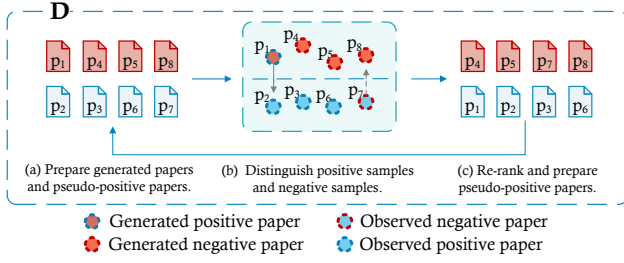 D
p1 p4 p5 p8
p2 p3 p6 p7
p1 p4 p5 p8
p2 p3 p6 p7
p4 p5 p7 p8
p1 p2 p3 p6
(a) Prepare generated papers
and pseudo-positive papers.
(b) Distinguish positive samples
and negative samples.
(c) Re-rank and prepare
pseudo-positive papers.
Generated positive paper
Observed negative paper
Generated negative paper
Observed positive paper